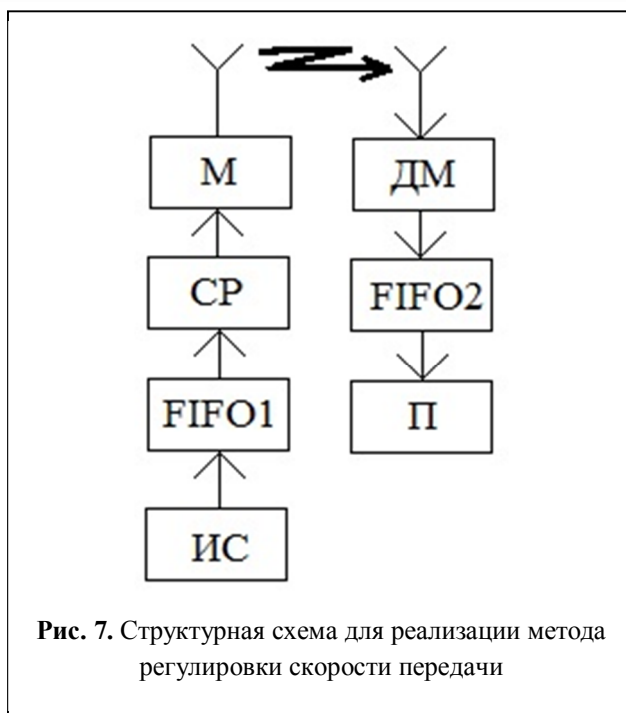 М
ДМ
СР
FIFO2
FIFO1
П
ИС
Рис. 7. Структурная схема для реализации метода
регулировки скорости передачи